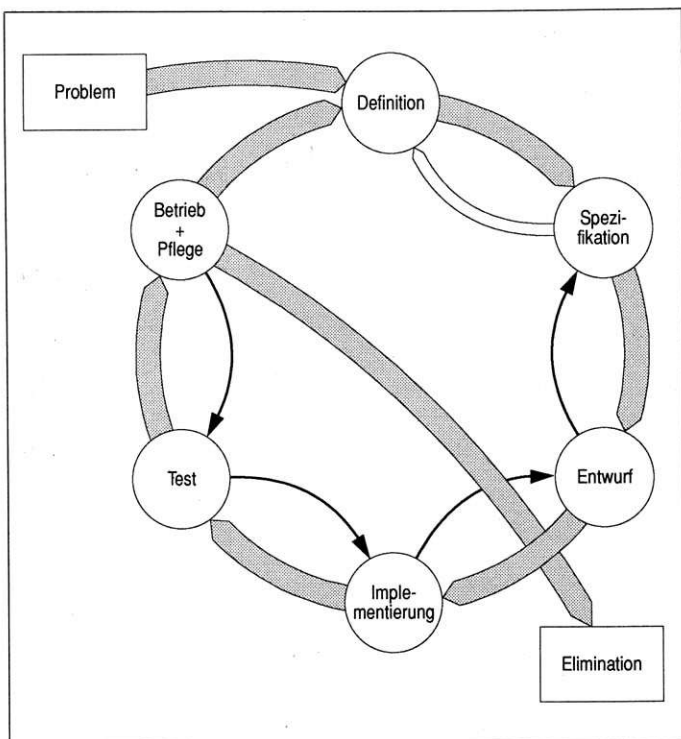 Problem
Definition
Betrieb
+
Pflege
Spezi-
fikation
Test
Entwurf
Imple-
mentierung
Elimination